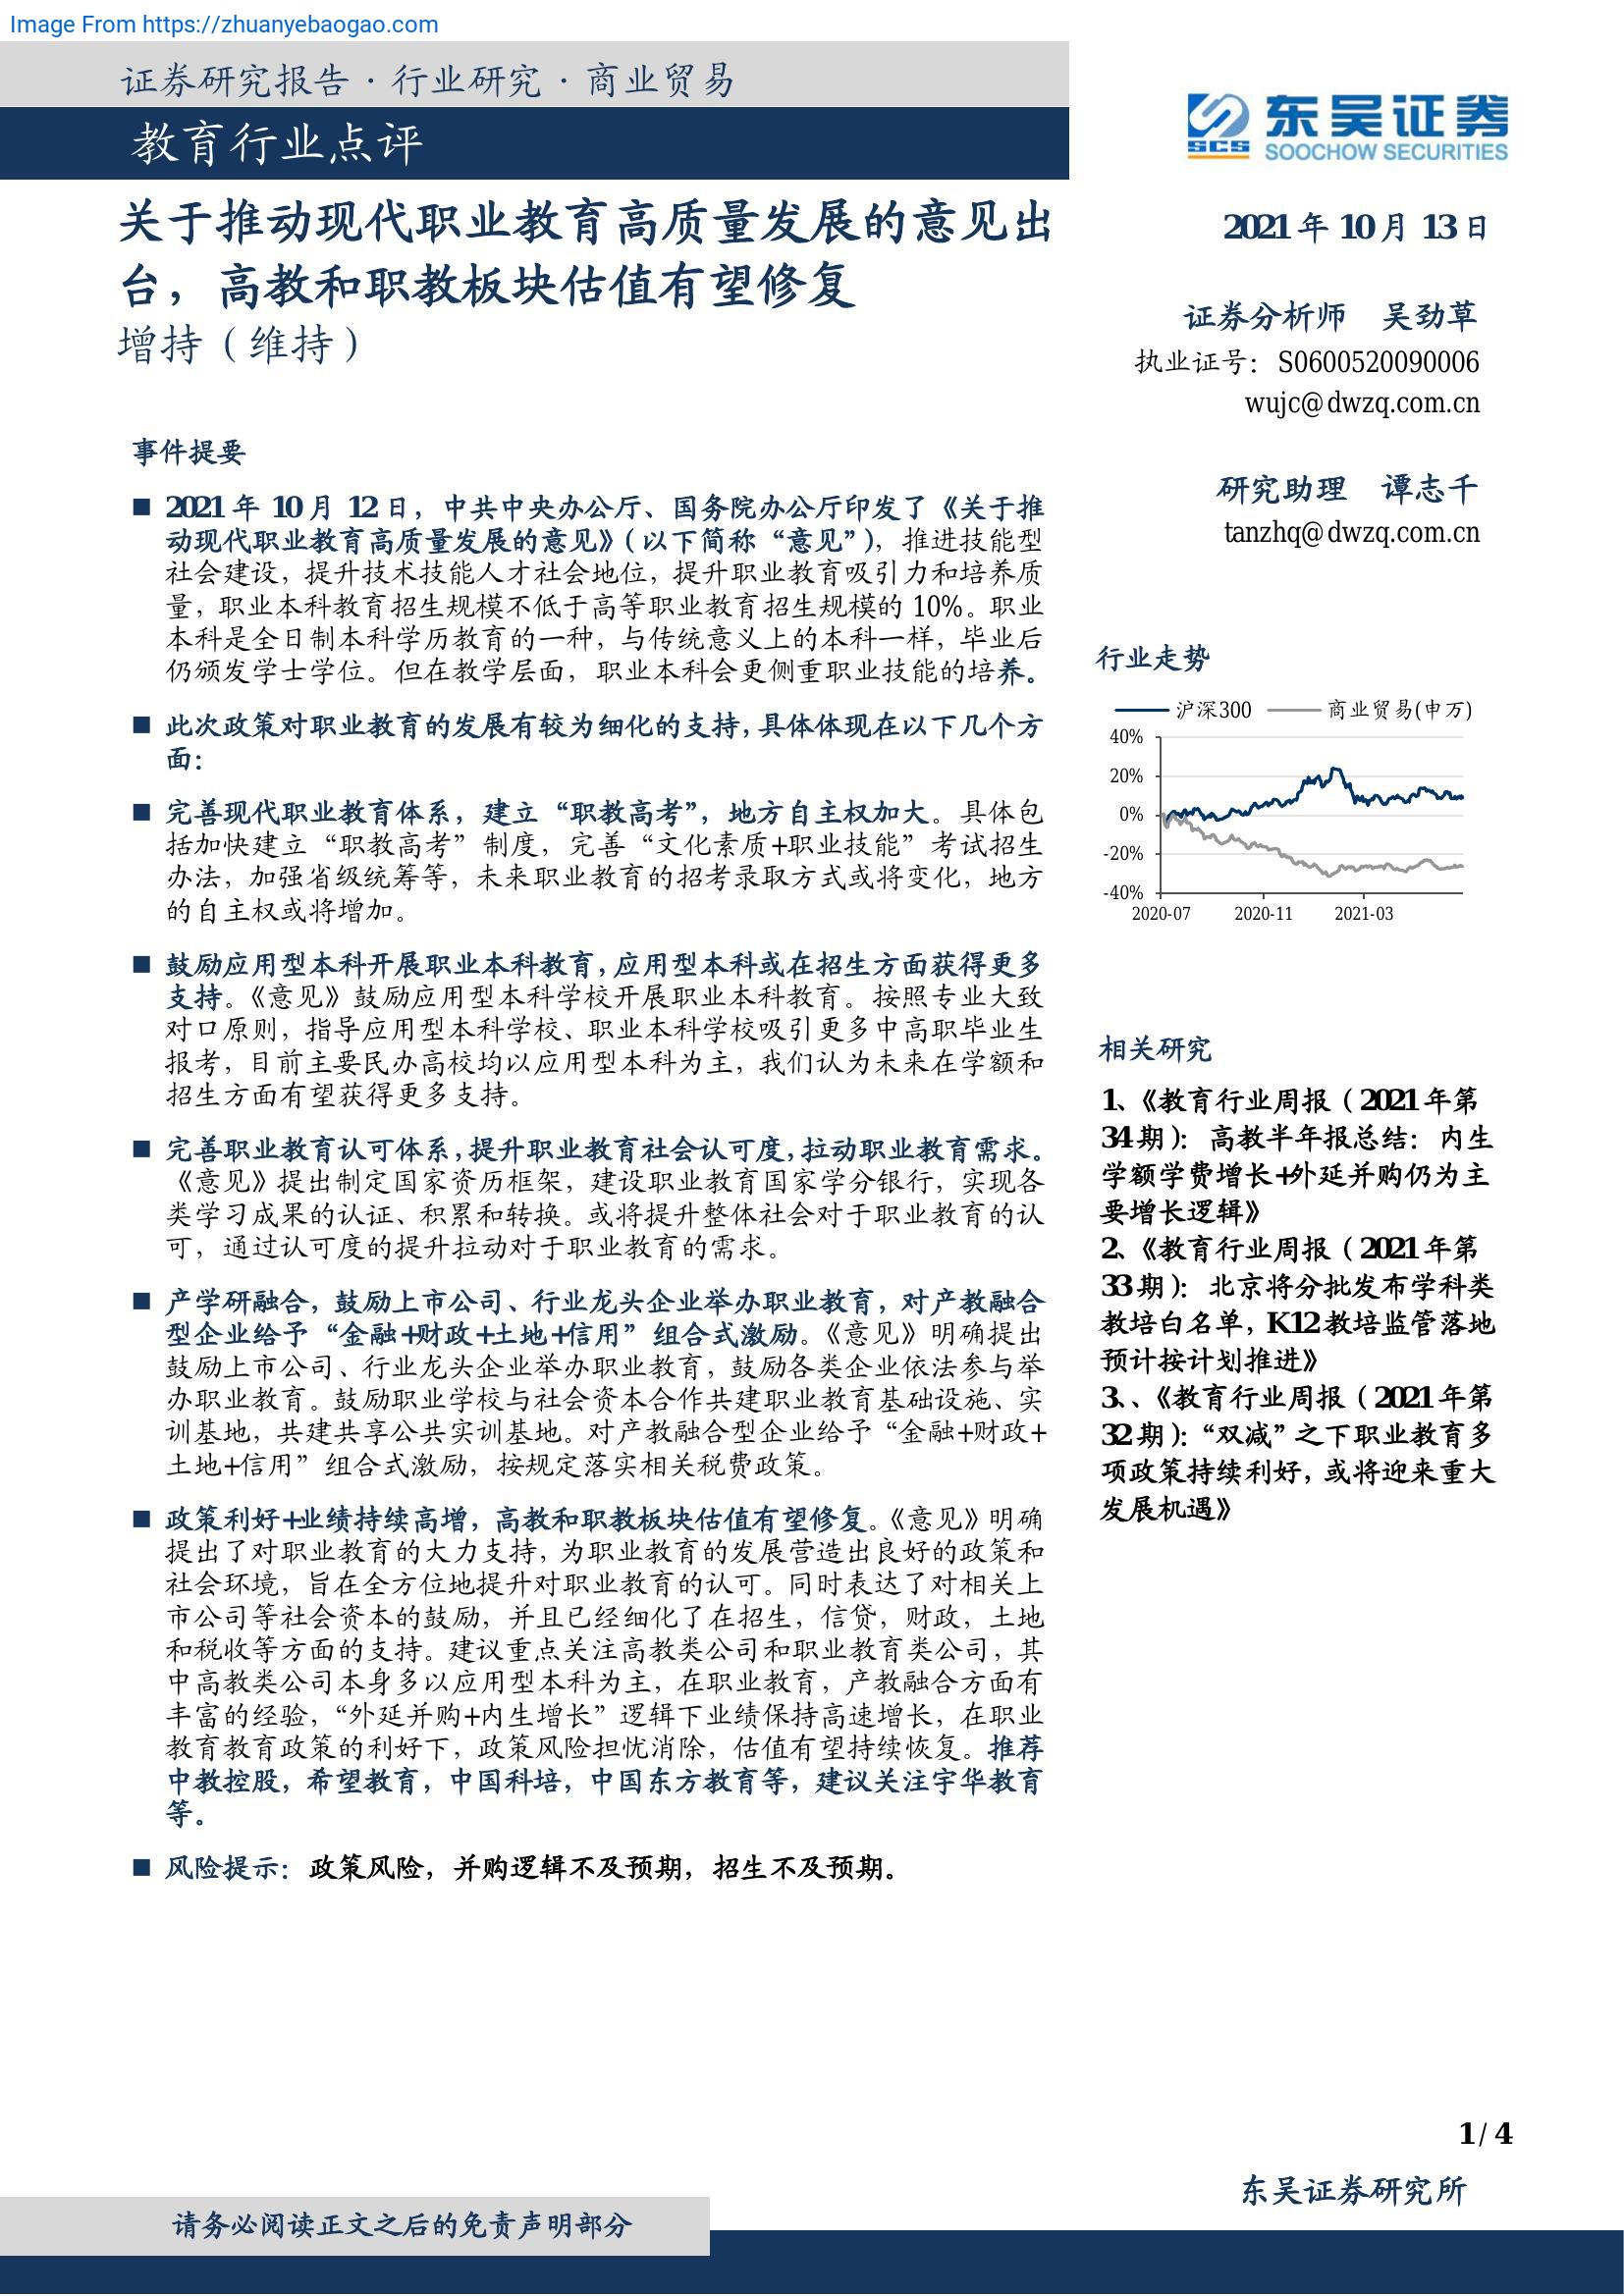 Image From https://zhuanyebaogao.com
证券研究报告·行业研究·商业贸易
教育行业点评
东吴证券
SCS
SOOCHOW SECURITIES
关于推动现代职业教育高质量发展的意见出
台，高教和职教板块估值有望修复
增持（维持）
事件提要
■ 2021 年 10 月 12 日，中共中央办公厅、国务院办公厅印发了《关于推
动现代职业教育高质量发展的意见》（以下简称“意见”），推进技能型
社会建设，提升技术技能人才社会地位，提升职业教育吸引力和培养质
量，职业本科教育招生规模不低于高等职业教育招生规模的 10%。职业
本科是全日制本科学历教育的一种，与传统意义上的本科一样，毕业后
仍颁发学士学位。但在教学层面，职业本科会更侧重职业技能的培养。
■ 此次政策对职业教育的发展有较为细化的支持，具体体现在以下几个方
面：
■ 完善现代职业教育体系，建立“职教高考”，地方自主权加大。具体包
括加快建立“职教高考”制度，完善“文化素质+职业技能”考试招生
办法，加强省级统筹等，未来职业教育的招考录取方式或将变化，地方
的自主权或将增加。
■ 鼓励应用型本科开展职业本科教育，应用型本科或在招生方面获得更多
支持。《意见》鼓励应用型本科学校开展职业本科教育。按照专业大致
对口原则，指导应用型本科学校、职业本科学校吸引更多中高职毕业生
报考，目前主要民办高校均以应用型本科为主，我们认为未来在学额和
招生方面有望获得更多支持。
■ 完善职业教育认可体系，提升职业教育社会认可度，拉动职业教育需求。
《意见》提出制定国家资历框架，建设职业教育国家学分银行，实现各
类学习成果的认证、积累和转换。或将提升整体社会对于职业教育的认
可，通过认可度的提升拉动对于职业教育的需求。
■ 产学研融合，鼓励上市公司、行业龙头企业举办职业教育，对产教融合
型企业给予“金融+财政+土地+信用”组合式激励。《意见》明确提出
鼓励上市公司、行业龙头企业举办职业教育，鼓励各类企业依法参与举
办职业教育。鼓励职业学校与社会资本合作共建职业教育基础设施、实
训基地，共建共享公共实训基地。对产教融合型企业给予“金融+财政+
土地+信用”组合式激励，按规定落实相关税费政策。
■ 政策利好+业绩持续高增，高教和职教板块估值有望修复。《意见》明确
提出了对职业教育的大力支持，为职业教育的发展营造出良好的政策和
社会环境，旨在全方位地提升对职业教育的认可。同时表达了对相关上
市公司等社会资本的鼓励，并且已经细化了在招生，信贷，财政，土地
和税收等方面的支持。建议重点关注高教类公司和职业教育类公司，其
中高教类公司本身多以应用型本科为主，在职业教育，产教融合方面有
丰富的经验，“外延并购+内生增长”逻辑下业绩保持高速增长，在职业
教育教育政策的利好下，政策风险担忧消除，估值有望持续恢复。推荐
中教控股，希望教育，中国科培，中国东方教育等，建议关注宇华教育
等。
■ 风险提示：政策风险，并购逻辑不及预期，招生不及预期。
2021 年 10 月 13 日
证券分析师 吴劲草
执业证号：S0600520090006
wujc@dwzq.com.cn
研究助理 谭志千
tanzhq@dwzq.com.cn
行业走势
沪深300 商业贸易(申万)
40%
20%
0%
-20%
-40%
2020-07 2020-11 2021-03
相关研究
1、《教育行业周报（2021 年第
34 期）：高教半年报总结：内生
学额学费增长+外延并购仍为主
要增长逻辑》
2、《教育行业周报（2021 年第
33 期）：北京将分批发布学科类
教培白名单，K12 教培监管落地
预计按计划推进》
3、、《教育行业周报（2021 年第
32 期）：“双减”之下职业教育多
项政策持续利好，或将迎来重大
发展机遇》
1 / 4
东吴证券研究所
请务必阅读正文之后的免责声明部分